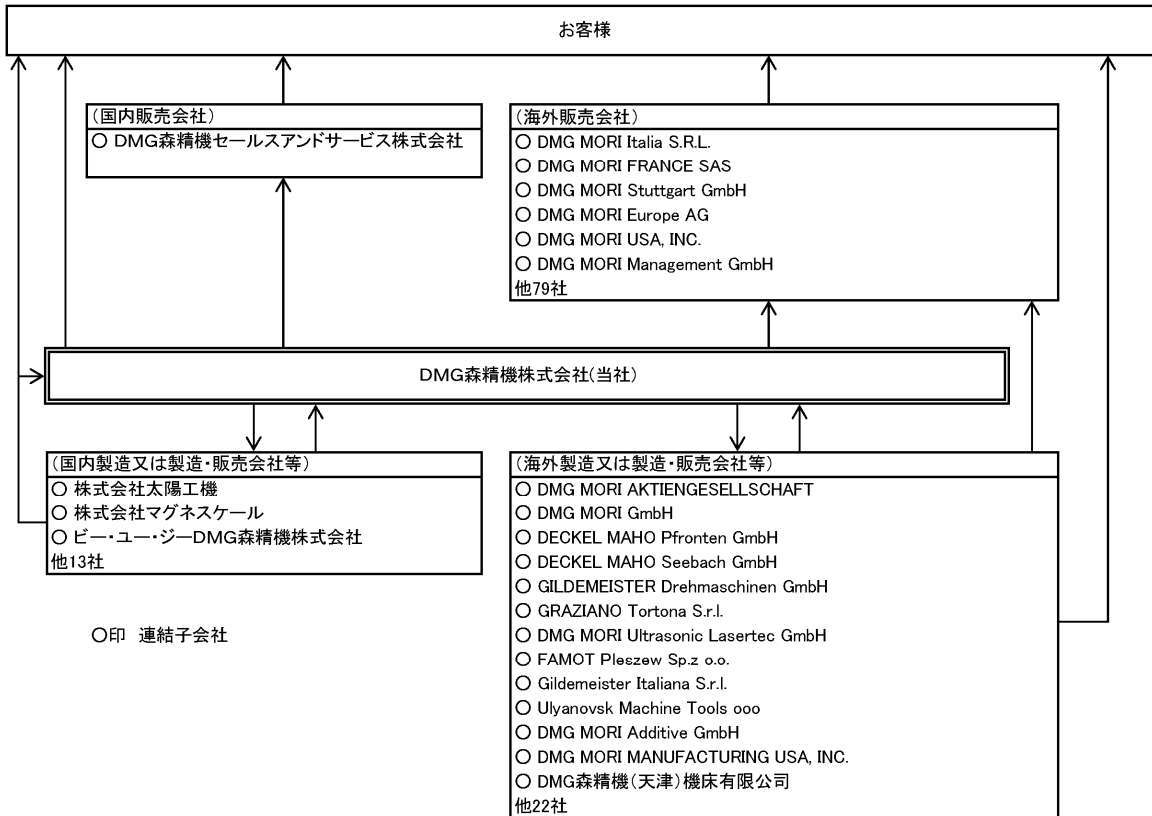 お客様
(国内販売会社)
○ DMG森精機セールスアンドサービス株式会社
(海外販売会社)
○ DMG MORI Italia S.R.L.
○ DMG MORI FRANCE SAS
○ DMG MORI Stuttgart GmbH
○ DMG MORI Europe AG
○ DMG MORI USA, INC.
○ DMG MORI Management GmbH
他79社
DMG森精機株式会社(当社)
(国内製造又は製造・販売会社等)
○ 株式会社太陽工機
○ 株式会社マグネスケール
○ ビー・ユー・ジーDMG森精機株式会社
他13社
(海外製造又は製造・販売会社等)
○ DMG MORI AKTIENGESELLSCHAFT
○ DMG MORI GmbH
○ DECKEL MAHO Pfronten GmbH
○ DECKEL MAHO Seebach GmbH
○ GILDEMEISTER Drehmaschinen GmbH
○ GRAZIANO Tortona S.r.l.
○ DMG MORI Ultrasonic Lasertec GmbH
○ FAMOT Pleszew Sp.z o.o.
○ Gildemeister Italiana S.r.l.
○ Ulyanovsk Machine Tools ooo
○ DMG MORI Additive GmbH
○ DMG MORI MANUFACTURING USA, INC.
○ DMG森精機(天津)機床有限公司
他22社
○印 連結子会社